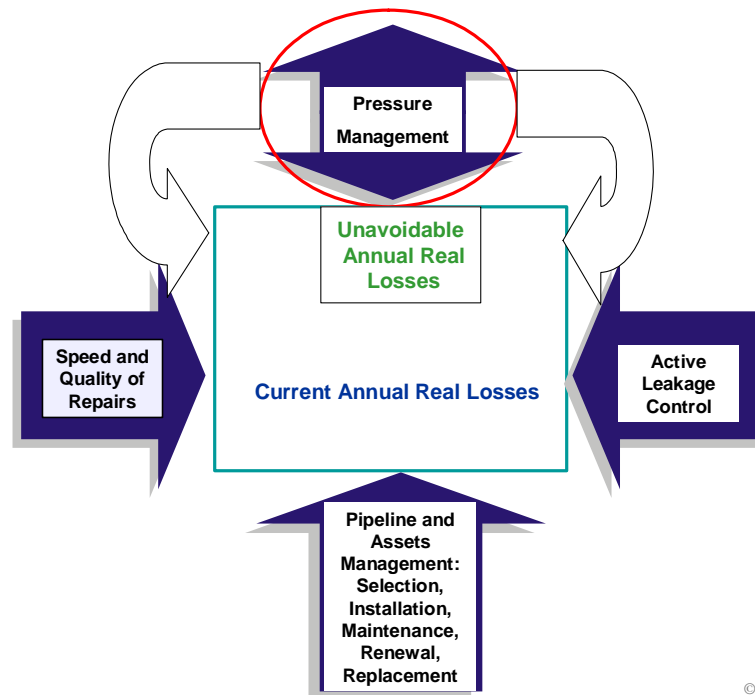 Pressure
Management
Unavoidable
Annual Real
Losses
Speed and
Quality of
Repairs
Current Annual Real Losses
Active
Leakage
Control
Pipeline and
Assets
Management:
Selection,
Installation,
Maintenance,
Renewal,
Replacement
©